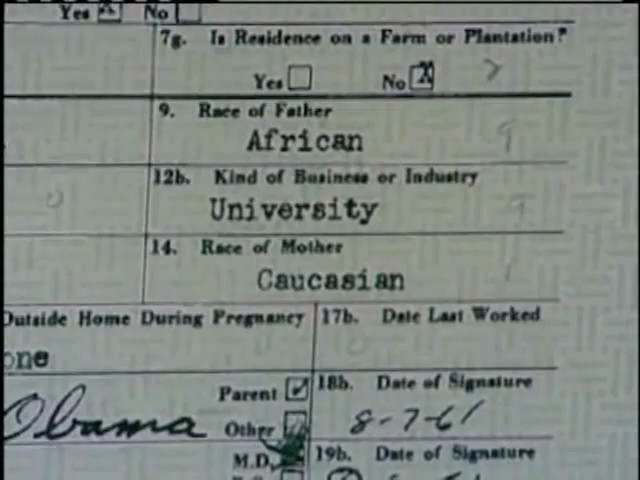 Yes X No
7g. Is Residence on a Farm or Plantation?
Yes No X
9. Race of Father
African
12b. Kind of Business or Industry
University
14. Race of Mother
Caucasian
Outside Home During Pregnancy 17b. Date Last Worked
one
Parent 18b. Date of Signature
Obama Other 8-7-61
M.D. 19b. Date of Signature